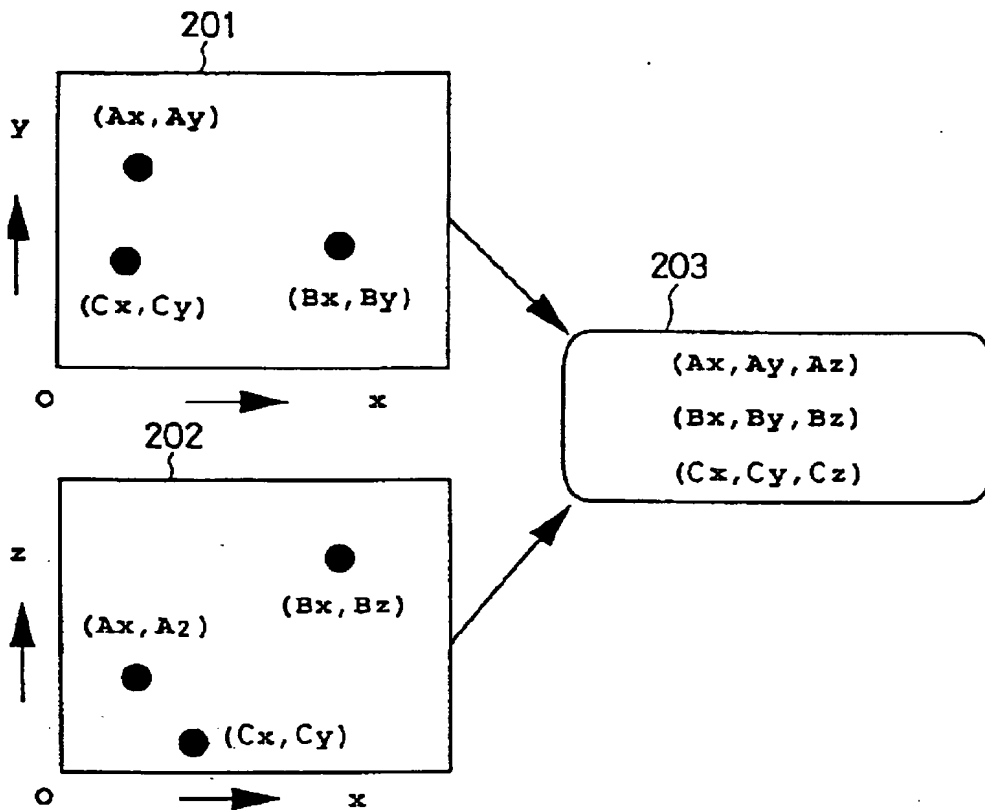 201
(Ax,Ay)
y
(Cx,Cy)
(Bx,By)
O
x
203
(Ax,Ay,Az)
(Bx,By,Bz)
(Cx,Cy,Cz)
202
z
(Bx,Bz)
(Ax,A2)
(Cx,Cy)
O
x